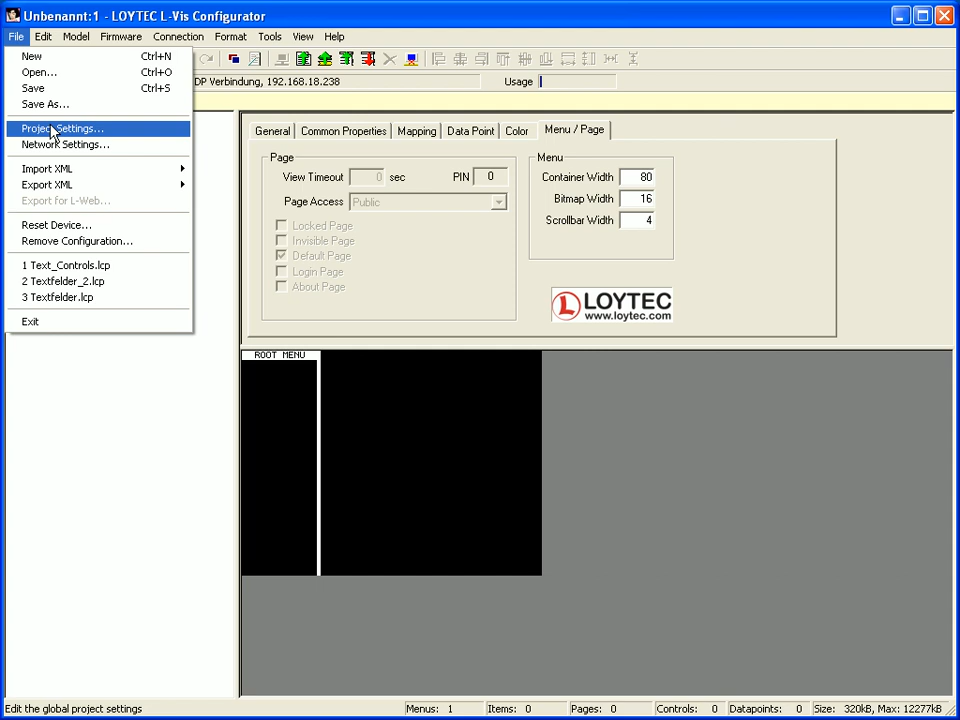 Unbenannt:1 - LOYTEC L-Vis Configurator
File Edit Model Firmware Connection Format Tools View Help
New Ctrl+N
Open... Ctrl+O
Save Ctrl+S
Save As...
Project Settings...
Network Settings...
Import XML
Export XML
Export for L-Web...
Reset Device...
Remove Configuration...
1 Text_Controls.lcp
2 Textfelder_2.lcp
3 Textfelder.lcp
Exit
DP Verbindung, 192.168.18.238 Usage
General Common Properties Mapping Data Point Color Menu / Page
Page
View Timeout 0 sec PIN 0
Page Access Public
Locked Page
Invisible Page
Default Page
Login Page
About Page
Menu
Container Width 80
Bitmap Width 16
Scrollbar Width 4
LOYTEC
www.loytec.com
ROOT MENU
Edit the global project settings Menus: 1 Items: 0 Pages: 0 Controls: 0 Datapoints: 0 Size: 320kB, Max: 12277kB